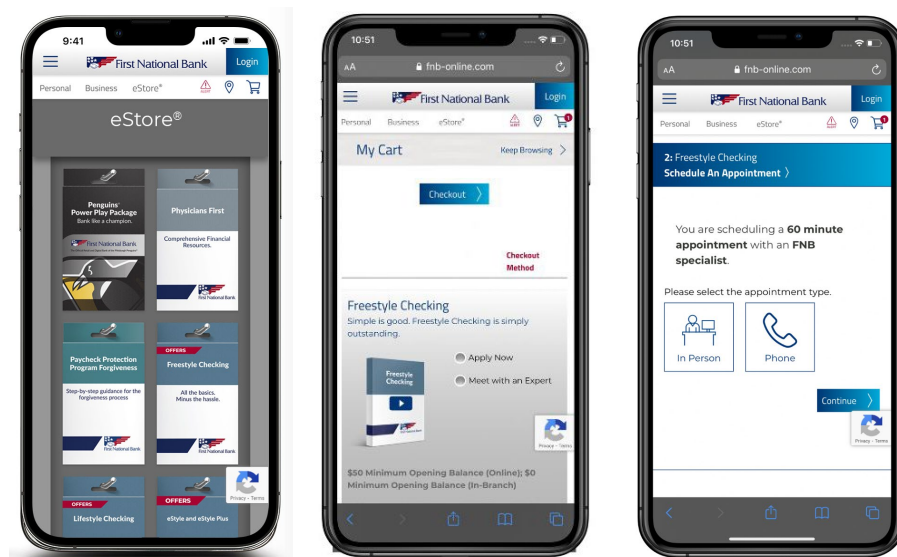 9:41
First National Bank
Login
Personal Business eStore®
eStore®
Penguins'
Power Play Package
Bank like a champion.
First National Bank
Physicians First
Comprehensive Financial
Resources.
First National Bank
Paycheck Protection
Program Forgiveness
Step-by-step guidance for the
forgiveness process
First National Bank
OFFERS
Freestyle Checking
All the basics.
Minus the hassle.
First National Bank
OFFERS
Lifestyle Checking
OFFERS
eStyle and eStyle Plus
Privacy - Terms
10:51
AA fnb-online.com
First National Bank
Login
Personal Business eStore®
1
My Cart
Keep Browsing
Checkout
Checkout
Method
Freestyle Checking
Simple is good. Freestyle Checking is simply
outstanding.
Freestyle
Checking
Apply Now
Meet with an Expert
Privacy - Terms
$50 Minimum Opening Balance (Online); $0
Minimum Opening Balance (In-Branch)
10:51
AA fnb-online.com
First National Bank
Login
Personal Business eStore®
1
2: Freestyle Checking
Schedule An Appointment
You are scheduling a 60 minute
appointment with an FNB
specialist.
Please select the appointment type.
In Person
Phone
Continue
Privacy - Terms